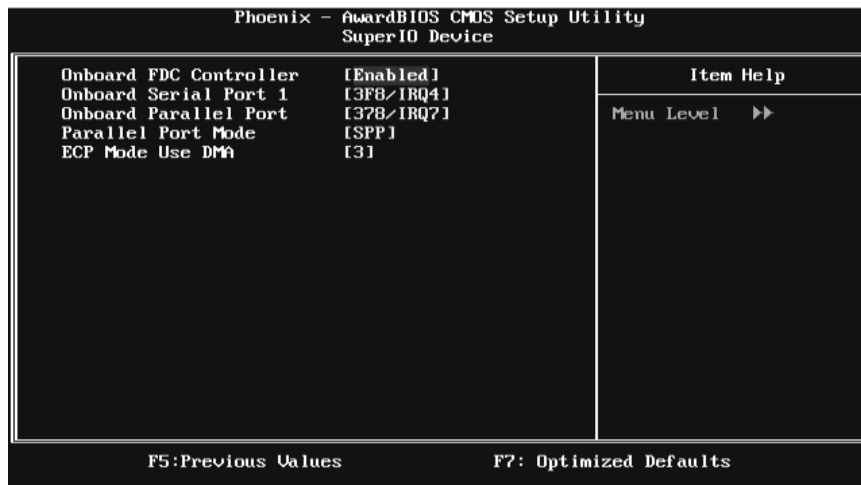 Phoenix - AwardBIOS CMOS Setup Utility
SuperIO Device
Onboard FDC Controller [Enabled]
Onboard Serial Port 1 [3F8/IRQ4]
Onboard Parallel Port [378/IRQ7]
Parallel Port Mode [SPP]
ECP Mode Use DMA [3]
Item Help
Menu Level ▶▶
F5:Previous Values F7: Optimized Defaults